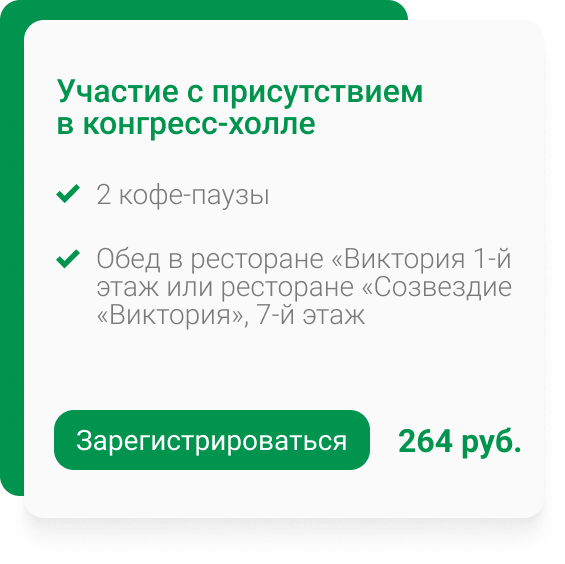 Участие с присутствием
в конгресс-холле
2 кофе-паузы
Обед в ресторане «Виктория 1-й
этаж или ресторане «Созвездие
«Виктория», 7-й этаж
Зарегистрироваться
264 руб.